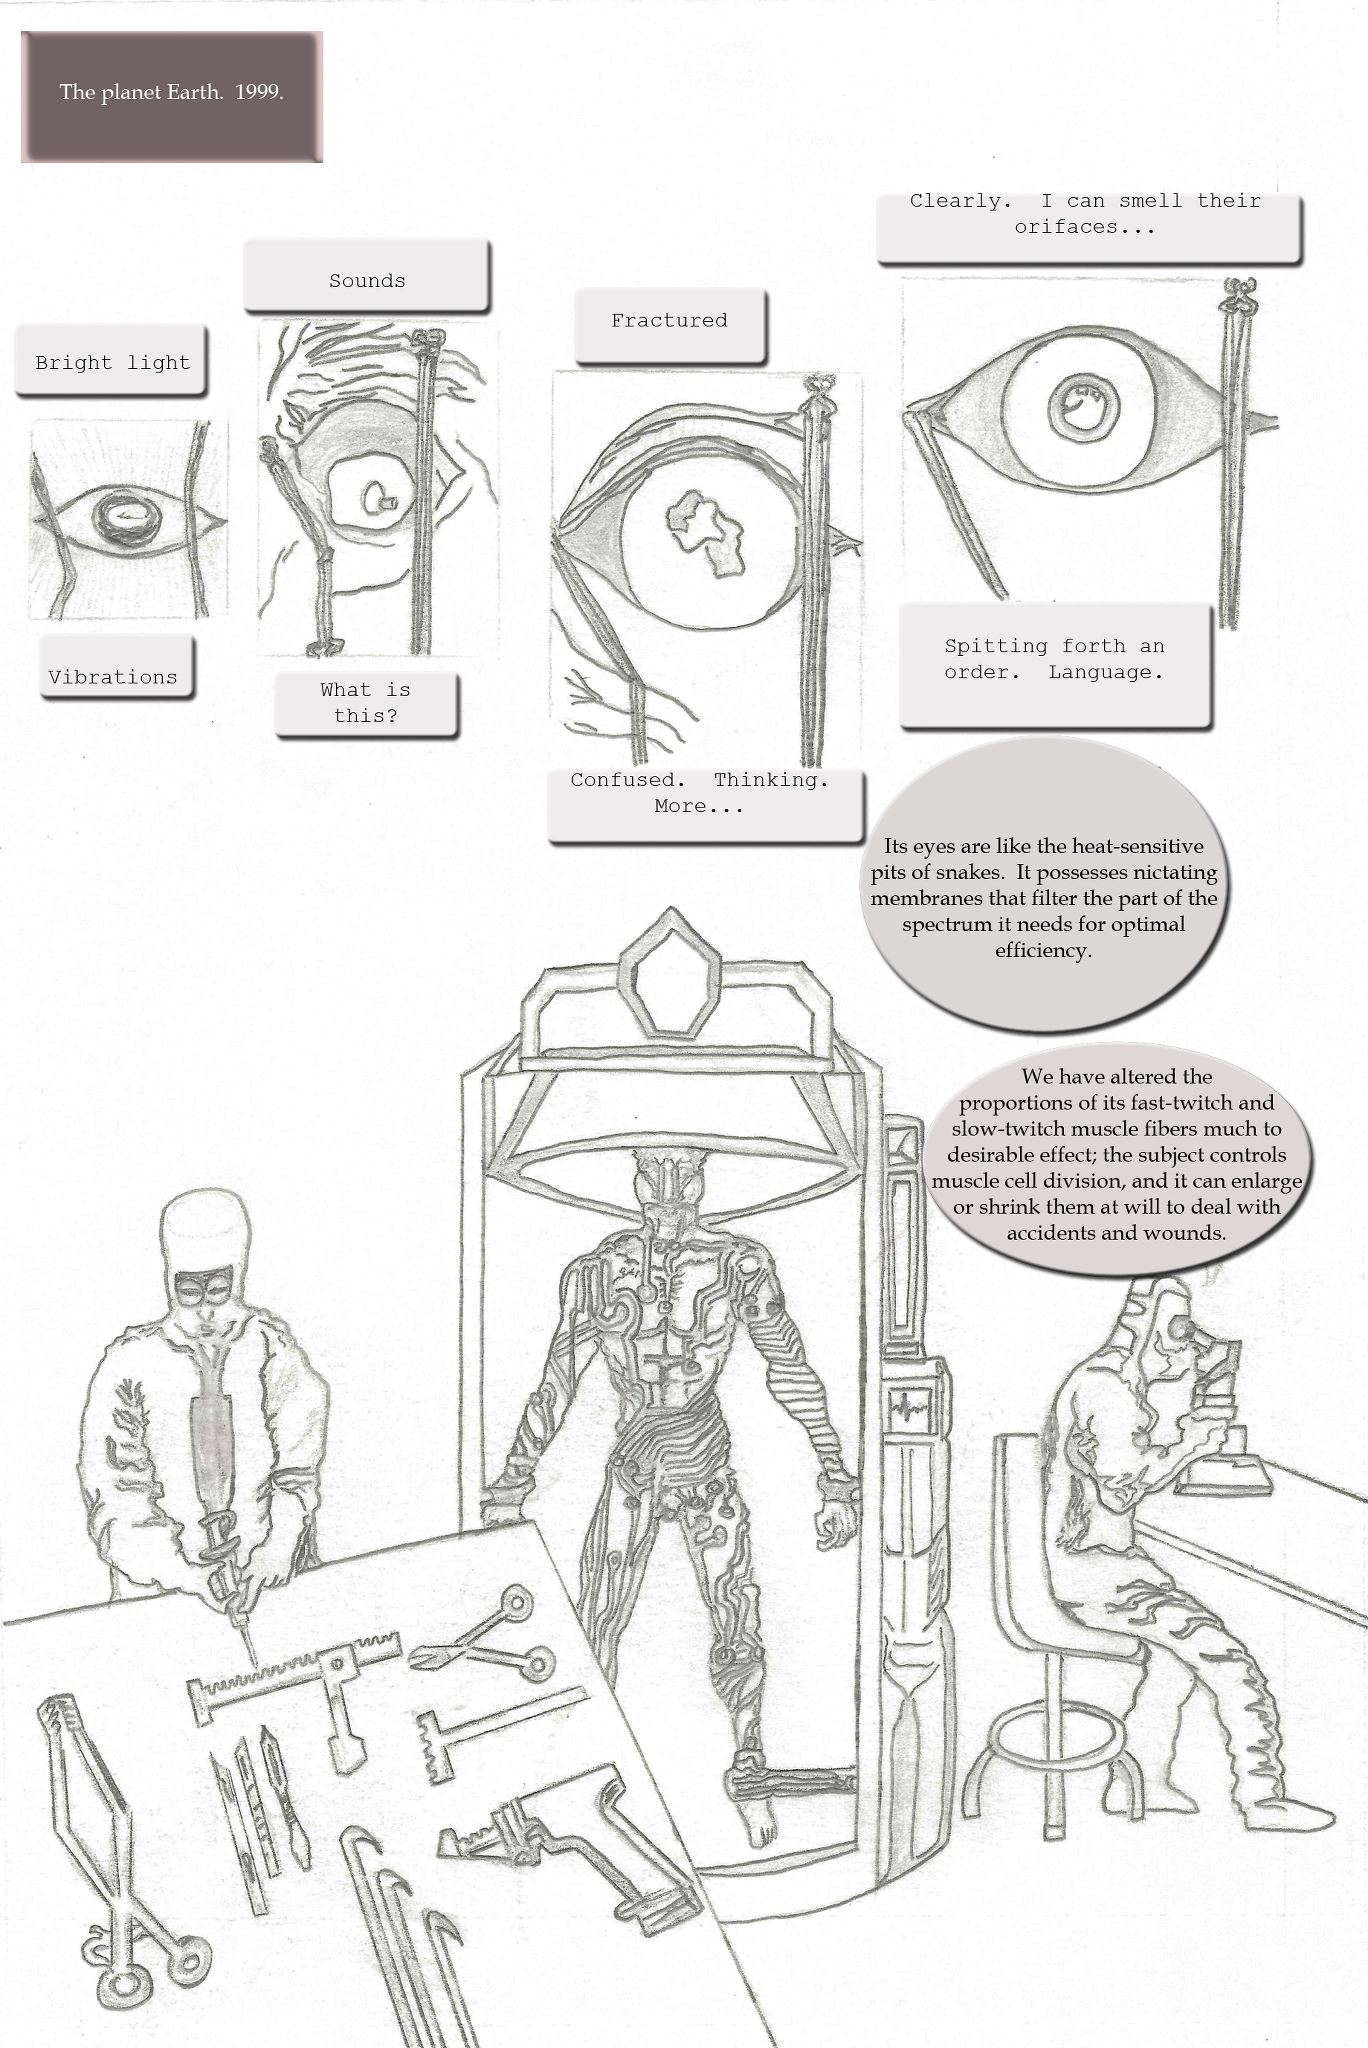 The planet Earth.  1999.
Bright light
Vibrations
Sounds
What is
this?
Fractured
Confused.  Thinking.
More...
Clearly.  I can smell their
orifaces...
Spitting forth an
order.  Language.
Its eyes are like the heat-sensitive
pits of snakes.  It possesses nictating
membranes that filter the part of the
spectrum it needs for optimal
efficiency.
We have altered the
proportions of its fast-twitch and
slow-twitch muscle fibers much to
desirable effect; the subject controls
muscle cell division, and it can enlarge
or shrink them at will to deal with
accidents and wounds.